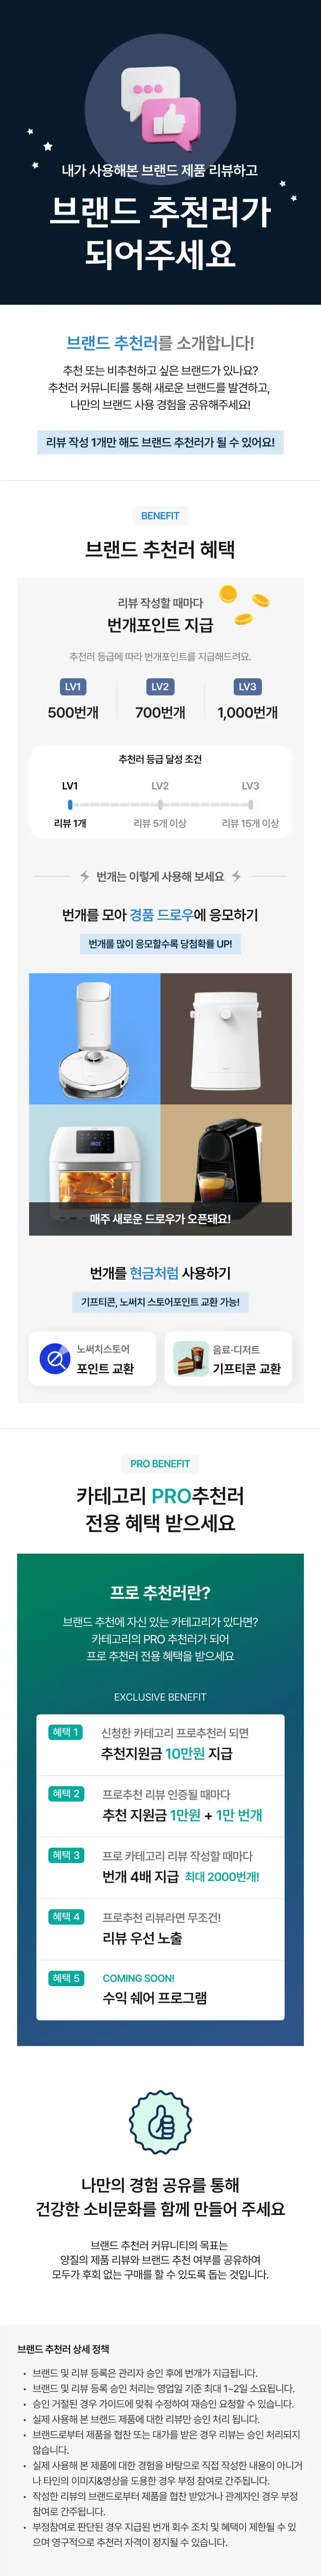 내가 사용해본 브랜드 제품 리뷰하고
브랜드 추천러가
되어주세요
브랜드 추천러를 소개합니다!
추천 또는 비추천하고 싶은 브랜드가 있나요?
추천러 커뮤니티를 통해 새로운 브랜드를 발견하고,
나만의 브랜드 사용 경험을 공유해주세요!
리뷰 작성 1개만 해도 브랜드 추천러가 될 수 있어요!
BENEFIT
브랜드 추천러 혜택
리뷰 작성할 때마다
번개포인트 지급
추천러 등급에 따라 번개포인트를 지급해드려요.
LV1 LV2 LV3
500번개 700번개 1,000번개
추천러 등급 달성 조건
LV1 LV2 LV3
리뷰 1개 리뷰 5개 이상 리뷰 15개 이상
번개는 이렇게 사용해 보세요
번개를 모아 경품 드로우에 응모하기
번개를 많이 응모할수록 당첨확률 UP!
매주 새로운 드로우가 오픈돼요!
번개를 현금처럼 사용하기
기프티콘, 노써치 스토어포인트 교환 가능!
노써치스토어
포인트 교환
음료·디저트
기프티콘 교환
PRO BENEFIT
카테고리 PRO추천러
전용 혜택 받으세요
프로 추천러란?
브랜드 추천에 자신 있는 카테고리가 있다면?
카테고리의 PRO 추천러가 되어
프로 추천러 전용 혜택을 받으세요
EXCLUSIVE BENEFIT
혜택 1 신청한 카테고리 프로추천러 되면
추천지원금 10만원 지급
혜택 2 프로추천 리뷰 인증될 때마다
추천 지원금 1만원 + 1만 번개
혜택 3 프로 카테고리 리뷰 작성할 때마다
번개 4배 지급 최대 2000번개!
혜택 4 프로추천 리뷰라면 무조건!
리뷰 우선 노출
혜택 5 COMING SOON!
수익 쉐어 프로그램
나만의 경험 공유를 통해
건강한 소비문화를 함께 만들어 주세요
브랜드 추천러 커뮤니티의 목표는
양질의 제품 리뷰와 브랜드 추천 여부를 공유하여
모두가 후회 없는 구매를 할 수 있도록 돕는 것입니다.
브랜드 추천러 상세 정책
• 브랜드 및 리뷰 등록은 관리자 승인 후에 번개가 지급됩니다.
• 브랜드 및 리뷰 등록 승인 처리는 영업일 기준 최대 1~2일 소요됩니다.
• 승인 거절된 경우 가이드에 맞춰 수정하여 재승인 요청할 수 있습니다.
• 실제 사용해 본 브랜드 제품에 대한 리뷰만 승인 처리 됩니다.
• 브랜드로부터 제품을 협찬 또는 대가를 받은 경우 리뷰는 승인 처리되지
않습니다.
• 실제 사용해 본 제품에 대한 경험을 바탕으로 직접 작성한 내용이 아니거
나 타인의 이미지&영상을 도용한 경우 부정 참여로 간주됩니다.
• 작성한 리뷰의 브랜드로부터 제품을 협찬 받았거나 관계자인 경우 부정
참여로 간주됩니다.
• 부정참여로 판단된 경우 지급된 번개 회수 조치 및 혜택이 제한될 수 있
으며 영구적으로 추천러 자격이 정지될 수 있습니다.